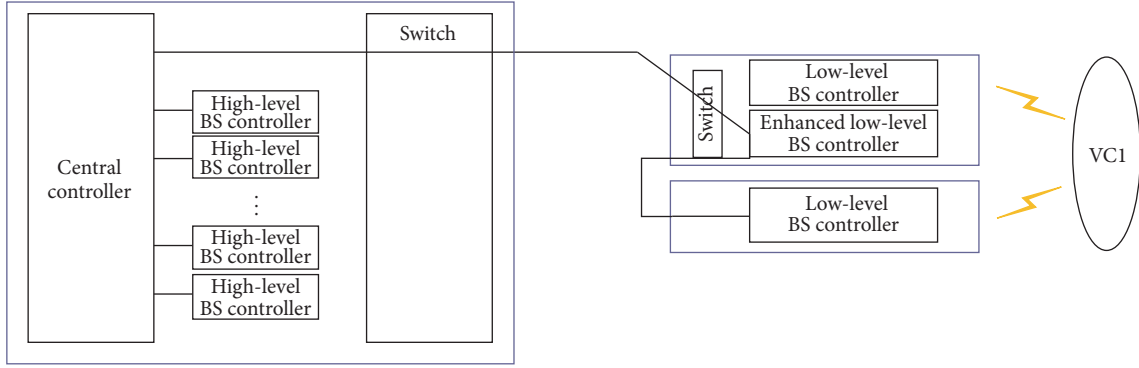 Central
controller
High-level
BS controller
High-level
BS controller
⋮
High-level
BS controller
High-level
BS controller
Switch
Switch
Low-level
BS controller
Enhanced low-level
BS controller
Low-level
BS controller
VC1